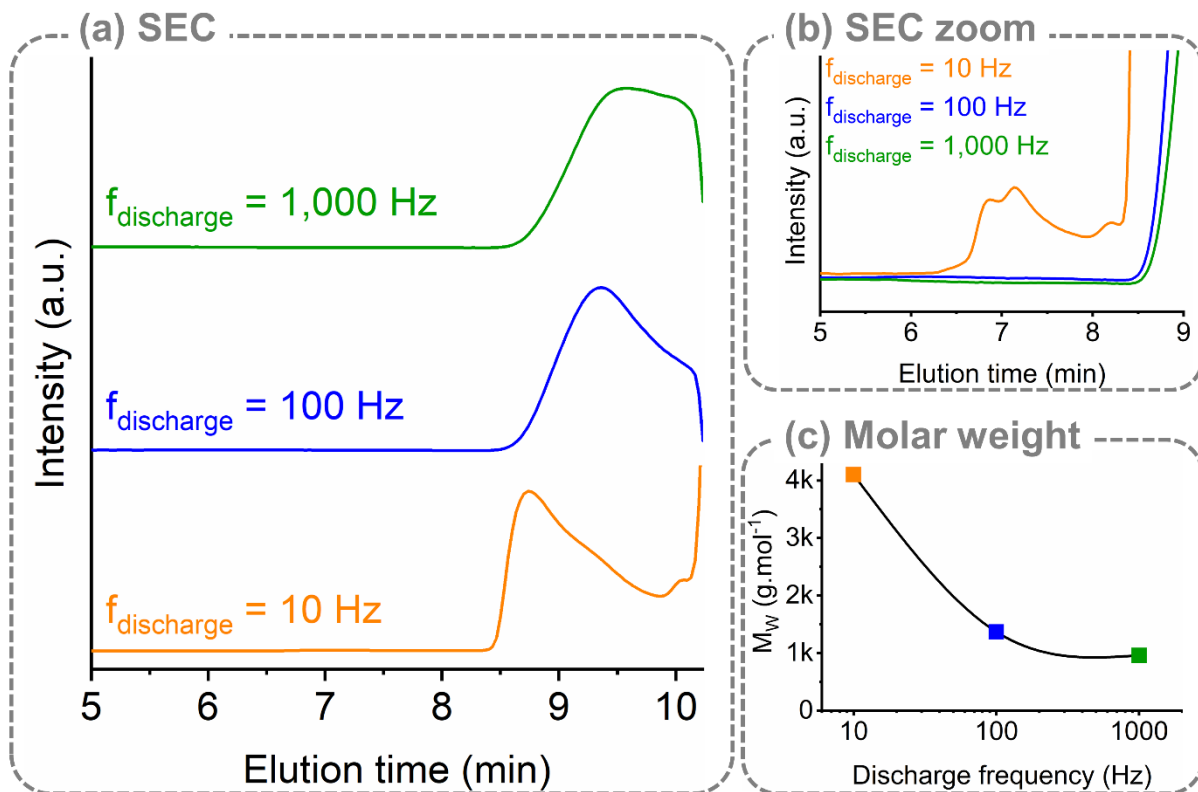 (a) SEC
f_discharge = 1,000 Hz
f_discharge = 100 Hz
f_discharge = 10 Hz
Intensity (a.u.)
5 6 7 8 9 10
Elution time (min)
(b) SEC zoom
f_discharge = 10 Hz
f_discharge = 100 Hz
f_discharge = 1,000 Hz
Intensity (a.u.)
5 6 7 8 9
Elution time (min)
(c) Molar weight
4k
3k
2k
1k
0
M_W (g.mol⁻¹)
10 100 1000
Discharge frequency (Hz)